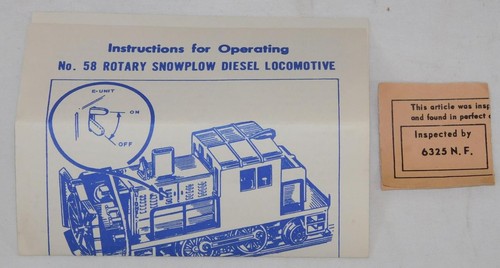 Instructions for Operating
No. 58 ROTARY SNOWPLOW DIESEL LOCOMOTIVE
E-UNIT
ON
OFF
This article was insp
and found in perfect
Inspected by
6325 N. F.